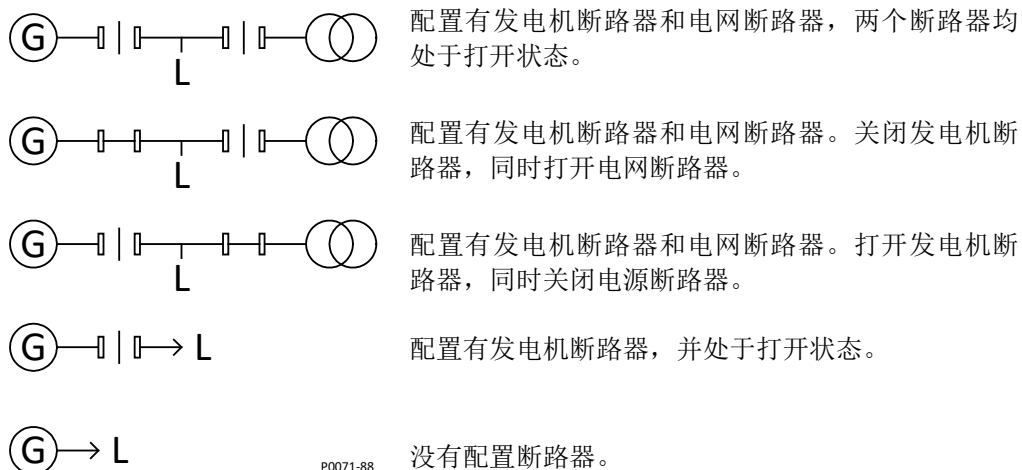 G
配置有发电机断路器和电网断路器，两个断路器均
处于打开状态。
L
G
配置有发电机断路器和电网断路器。关闭发电机断
路器，同时打开电网断路器。
L
G
配置有发电机断路器和电网断路器。打开发电机断
路器，同时关闭电源断路器。
L
G L
配置有发电机断路器，并处于打开状态。
G L
P0071-88
没有配置断路器。